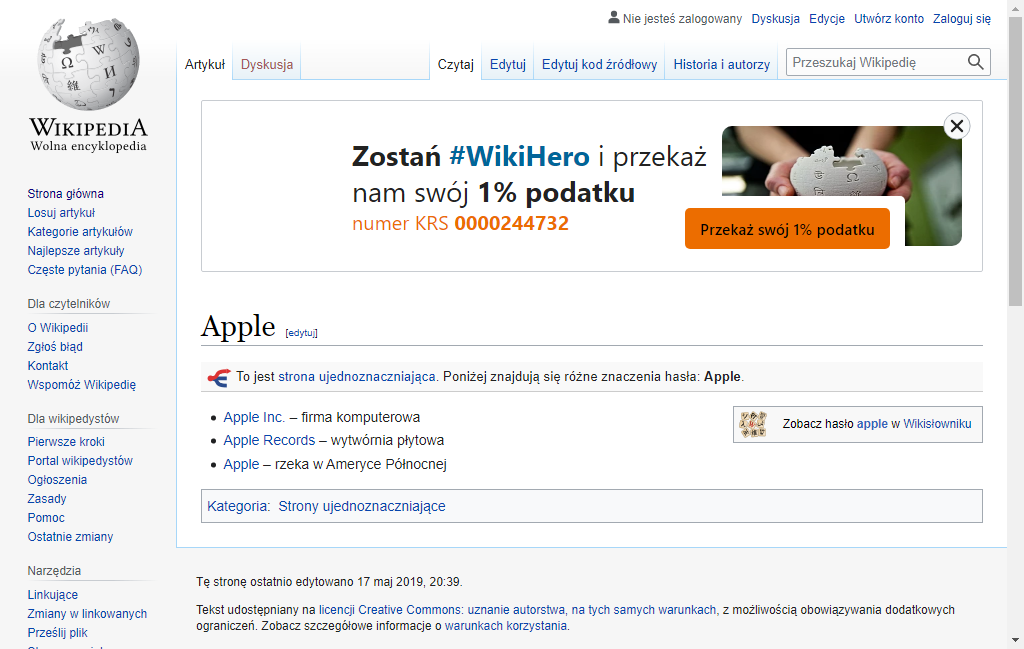 Nie jesteś zalogowany Dyskusja Edycje Utwórz konto Zaloguj się
WIKIPEDIA
Wolna encyklopedia
Artykuł Dyskusja Czytaj Edytuj Edytuj kod źródłowy Historia i autorzy Przeszukaj Wikipedię
Strona główna
Losuj artykuł
Kategorie artykułów
Najlepsze artykuły
Częste pytania (FAQ)
Dla czytelników
O Wikipedii
Zgłoś błąd
Kontakt
Wspomóż Wikipedię
Dla wikipedystów
Pierwsze kroki
Portal wikipedystów
Ogłoszenia
Zasady
Pomoc
Ostatnie zmiany
Narzędzia
Linkujące
Zmiany w linkowanych
Prześlij plik
Zostań #WikiHero i przekaż
nam swój 1% podatku
numer KRS 0000244732
Przekaż swój 1% podatku
Apple [edytuj]
To jest strona ujednoznaczniająca. Poniżej znajdują się różne znaczenia hasła: Apple.
Apple Inc. – firma komputerowa
Apple Records – wytwórnia płytowa
Apple – rzeka w Ameryce Północnej
Zobacz hasło apple w Wikisłowniku
Kategoria: Strony ujednoznaczniające
Tę stronę ostatnio edytowano 17 maj 2019, 20:39.
Tekst udostępniany na licencji Creative Commons: uznanie autorstwa, na tych samych warunkach, z możliwością obowiązywania dodatkowych
ograniczeń. Zobacz szczegółowe informacje o warunkach korzystania.